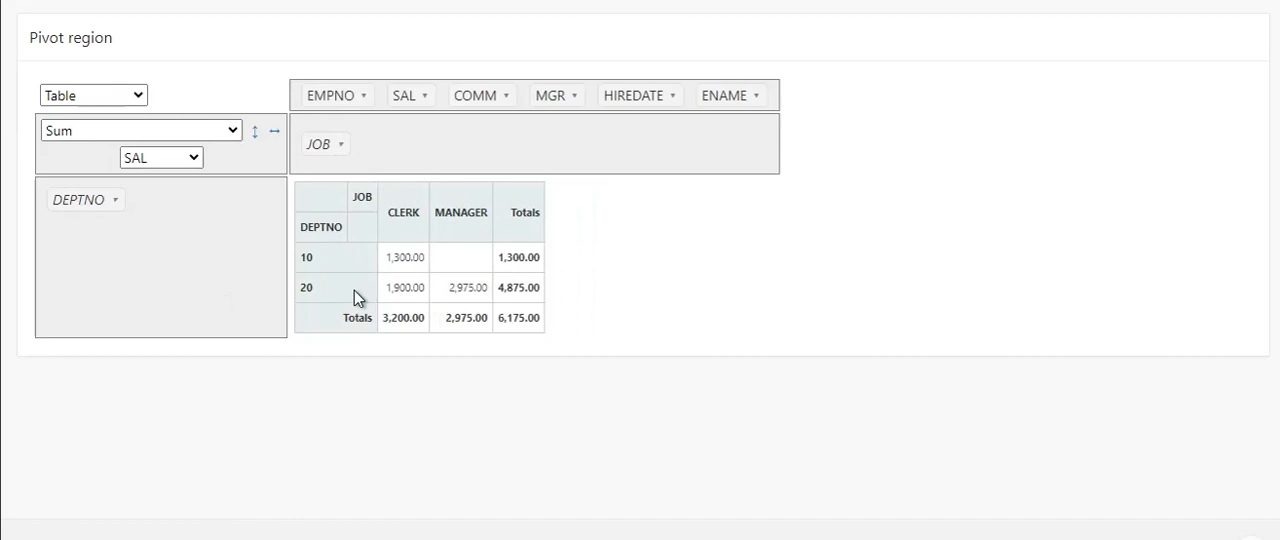 Pivot region
Table
EMPNO ▾ SAL ▾ COMM ▾ MGR ▾ HIREDATE ▾ ENAME ▾
Sum ↕ ↔
SAL
JOB ▾
DEPTNO ▾
JOB CLERK MANAGER Totals
DEPTNO
10 1,300.00 1,300.00
20 1,900.00 2,975.00 4,875.00
Totals 3,200.00 2,975.00 6,175.00